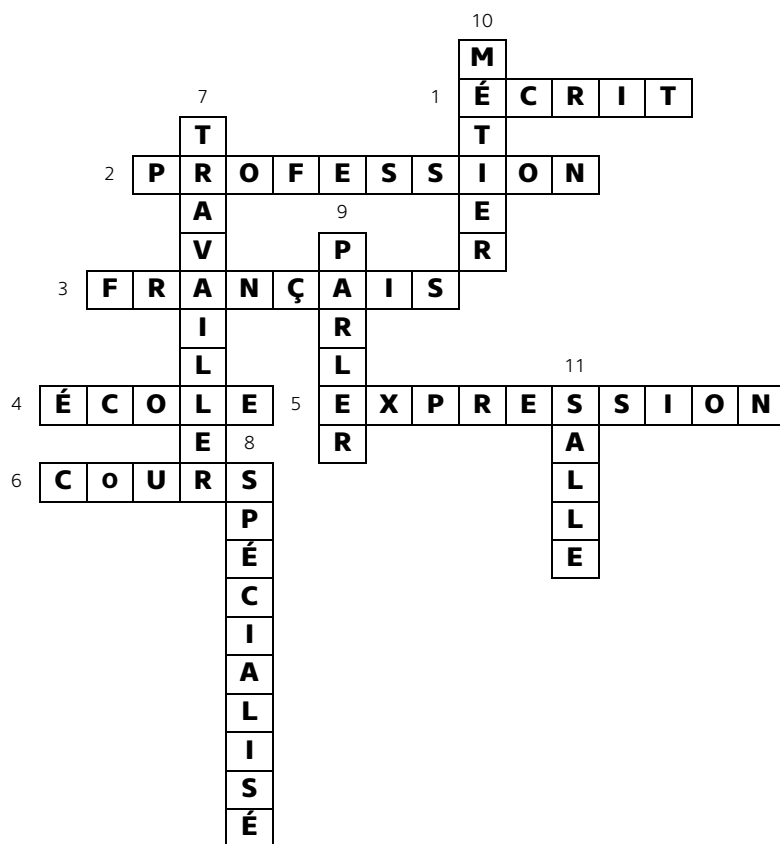 10
M
7 1 É C R I T
T T
2 P R O F E S S I O N
A 9 E
V P R
3 F R A N Ç A I S
I R
L L 11
4 É C O L E 5 E X P R E S S I O N
E 8 R A
6 C o U R S L
P L
É E
C
I
A
L
I
S
É